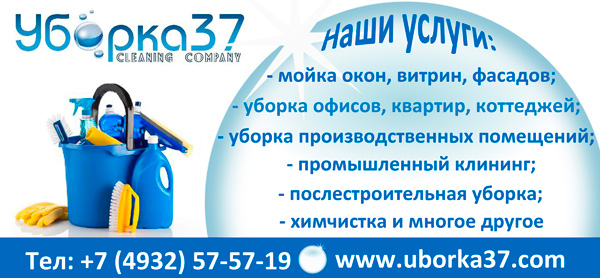 Уборка37
CLEANING COMPANY
Наши услуги:
- мойка окон, витрин, фасадов;
- уборка офисов, квартир, коттеджей;
- уборка производственных помещений;
- промышленный клининг;
- послестроительная уборка;
- химчистка и многое другое
Тел: +7 (4932) 57-57-19 www.uborka37.com